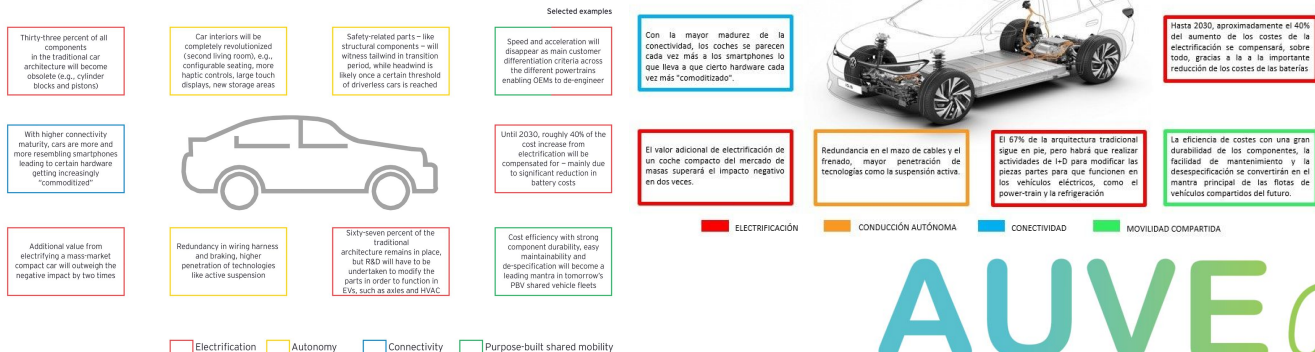 Selected examples
Thirty-three percent of all
components
in the traditional car
architecture will become
obsolete (e.g., cylinder
blocks and pistons)
Car interiors will be
completely revolutionized
(second living room), e.g.,
configurable seating, more
haptic controls, large touch
displays, new storage areas
Safety-related parts – like
structural components – will
witness tailwind in transition
period, while headwind is
likely once a certain threshold
of driverless cars is reached
Speed and acceleration will
disappear as main customer
differentiation criteria across
the different powertrains
enabling OEMs to de-engineer
With higher connectivity
maturity, cars are more and
more resembling smartphones
leading to certain hardware
getting increasingly
"commoditized"
Until 2030, roughly 40% of the
cost increase from
electrification will be
compensated for – mainly due
to significant reduction in
battery costs
Additional value from
electrifying a mass-market
compact car will outweigh the
negative impact by two times
Redundancy in wiring harness
and braking, higher
penetration of technologies
like active suspension
Sixty-seven percent of the
traditional
architecture remains in place,
but R&D will have to be
undertaken to modify the
parts in order to function in
EVs, such as axles and HVAC
Cost efficiency with strong
component durability, easy
maintainability and
de-specification will become a
leading mantra in tomorrow's
PBV shared vehicle fleets
Electrification
Autonomy
Connectivity
Purpose-built shared mobility
Con la mayor madurez de la
conectividad, los coches se parecen
cada vez más a los smartphones lo
que lleva a que cierto hardware cada
vez más "comoditizado".
Hasta 2030, aproximadamente el 40%
del aumento de los costes de la
electrificación se compensará, sobre
todo, gracias a la a la importante
reducción de los costes de las baterías
El valor adicional de electrificación de
un coche compacto del mercado de
masas superará el impacto negativo
en dos veces.
Redundancia en el mazo de cables y el
frenado, mayor penetración de
tecnologías como la suspensión activa.
El 67% de la arquitectura tradicional
sigue en pie, pero habrá que realizar
actividades de I+D para modificar las
piezas partes para que funcionen en
los vehículos eléctricos, como el
power-train y la refrigeración
La eficiencia de costes con una gran
durabilidad de los componentes, la
facilidad de mantenimiento y la
desespecificación se convertirán en el
mantra principal de las flotas de
vehículos compartidos del futuro.
ELECTRIFICACIÓN
CONDUCCIÓN AUTÓNOMA
CONECTIVIDAD
MOVILIDAD COMPARTIDA
AUVE